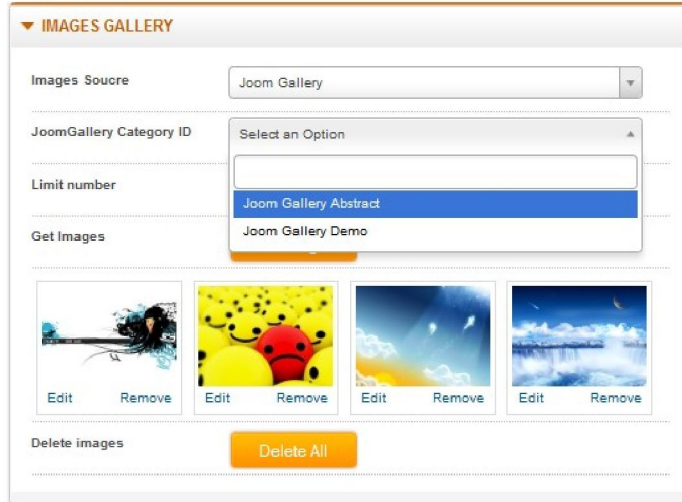 IMAGES GALLERY
Images Soucre
Joom Gallery
JoomGallery Category ID
Select an Option
Joom Gallery Abstract
Joom Gallery Demo
Limit number
Get Images
Edit Remove
Edit Remove
Edit Remove
Edit Remove
Delete images
Delete All